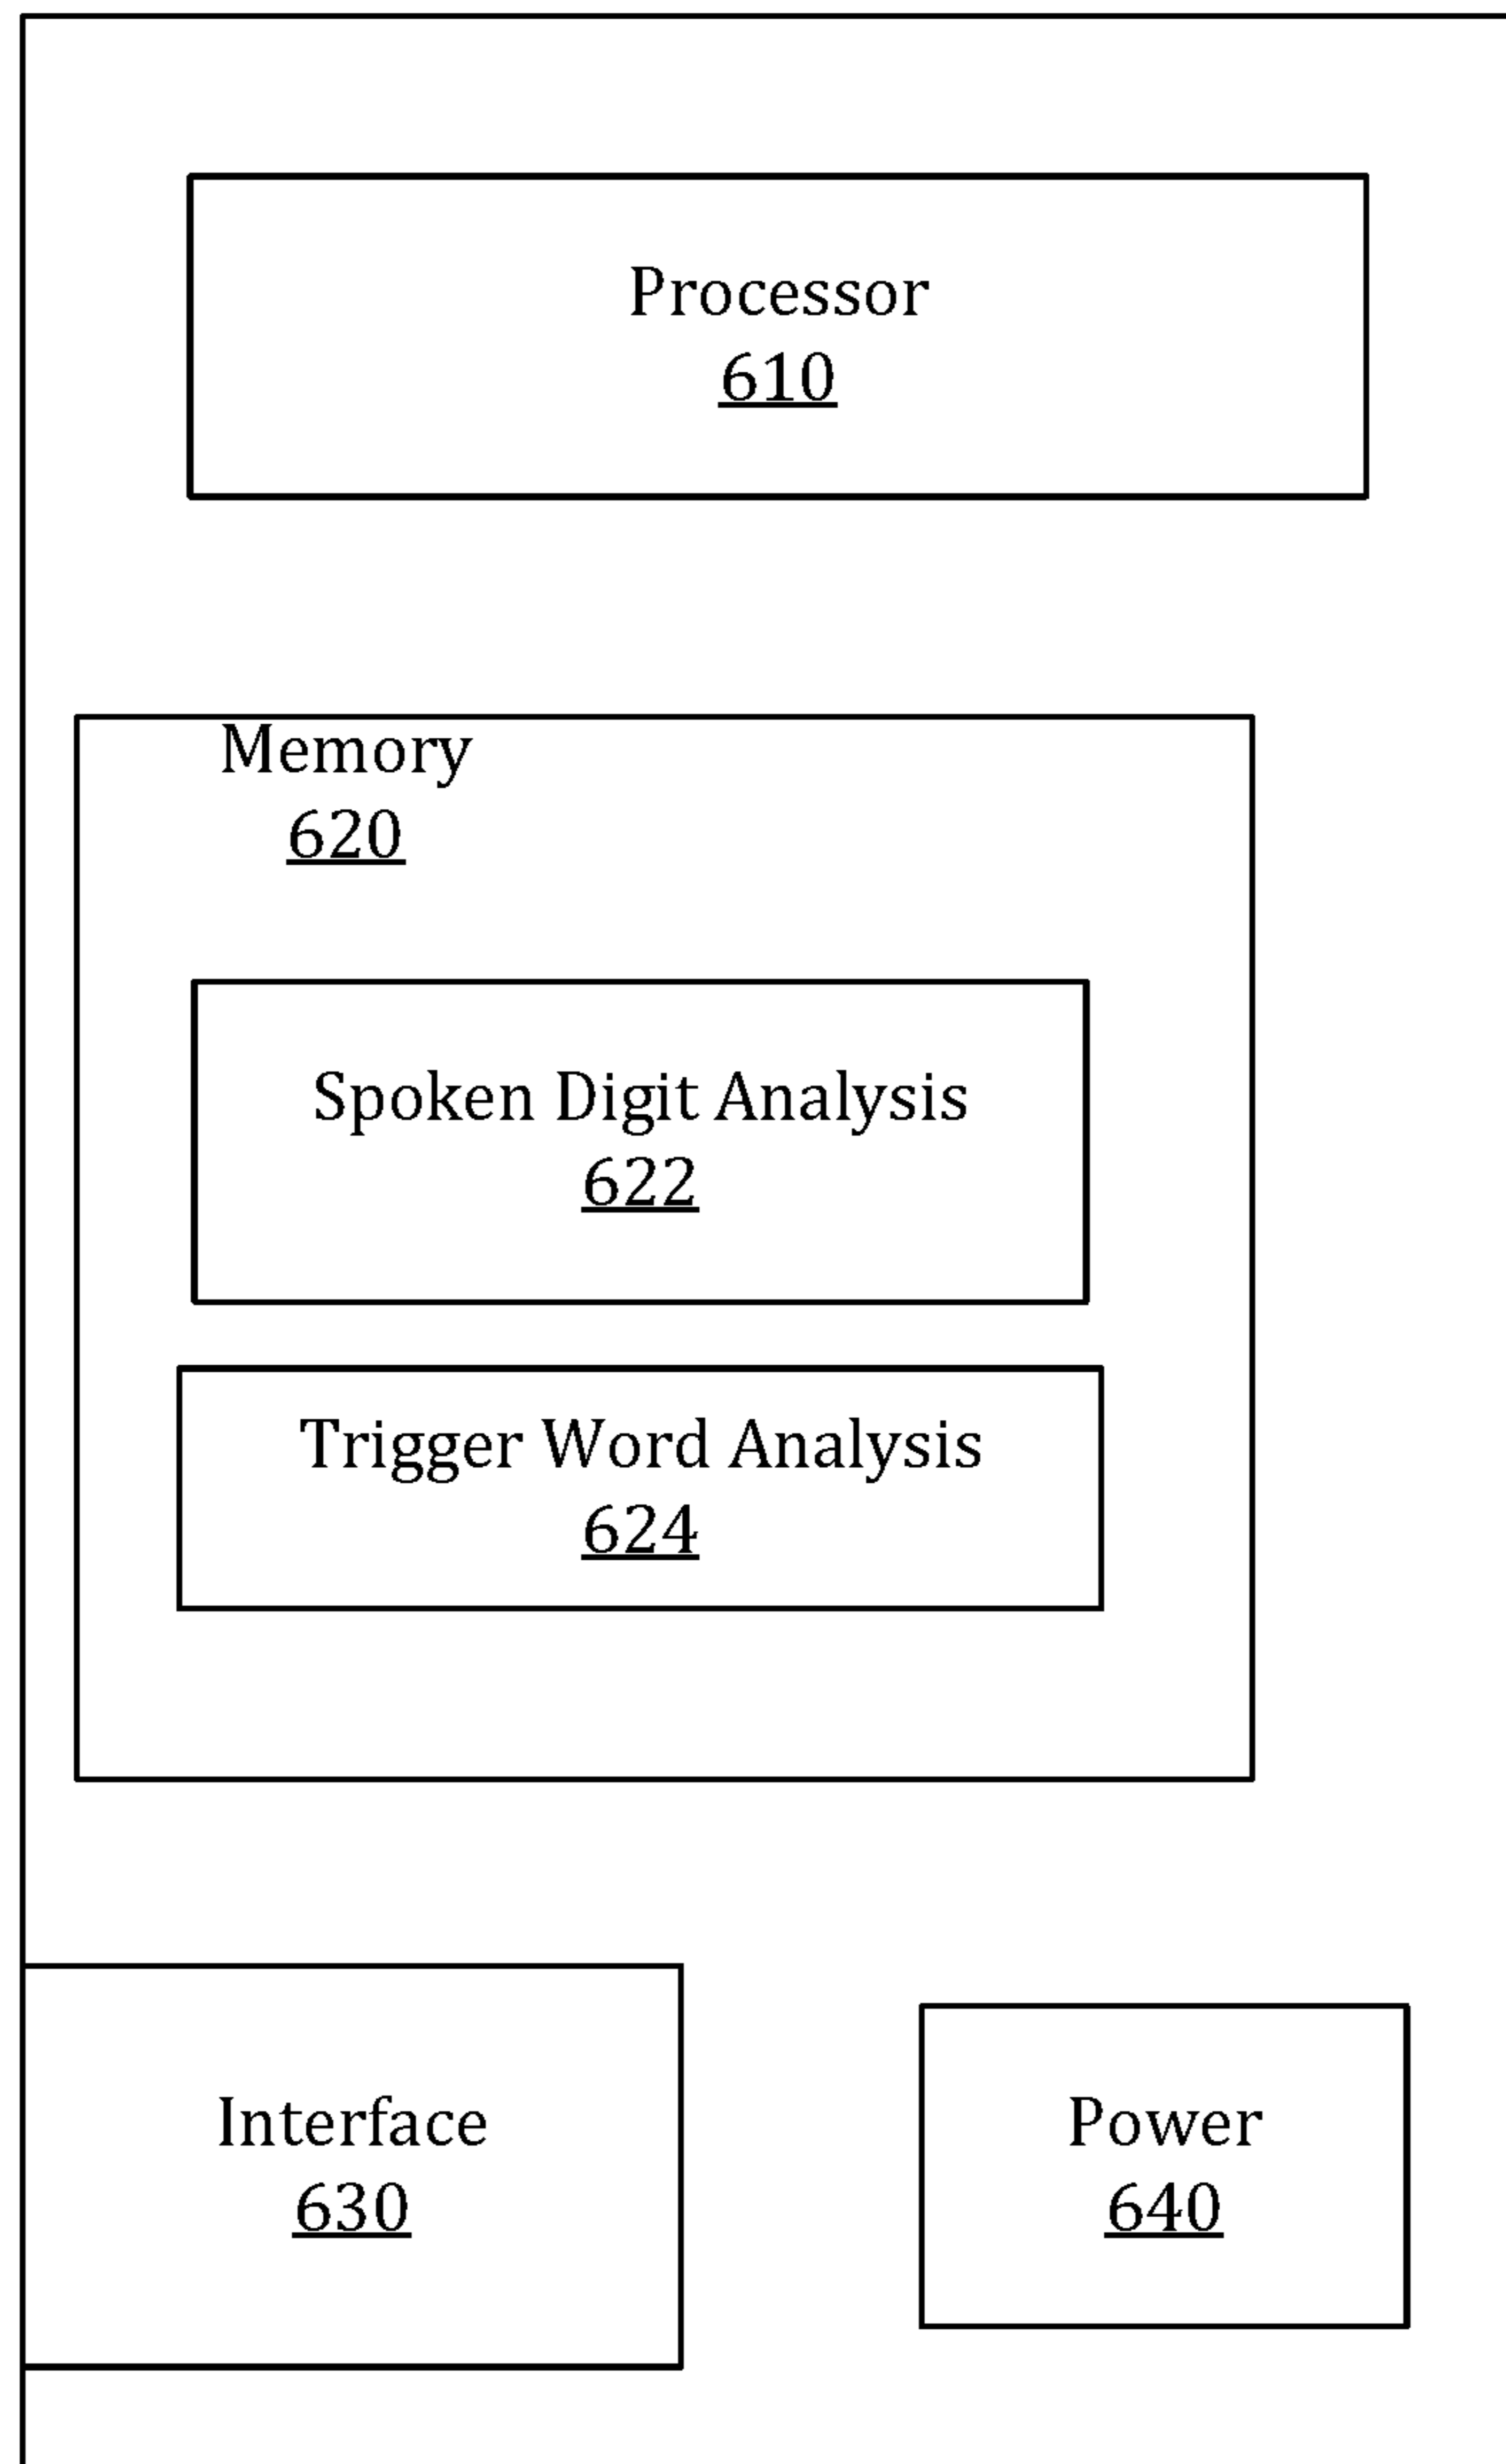 Processor
610
Memory
620
Spoken Digit Analysis
622
Trigger Word Analysis
624
Interface
630
Power
640